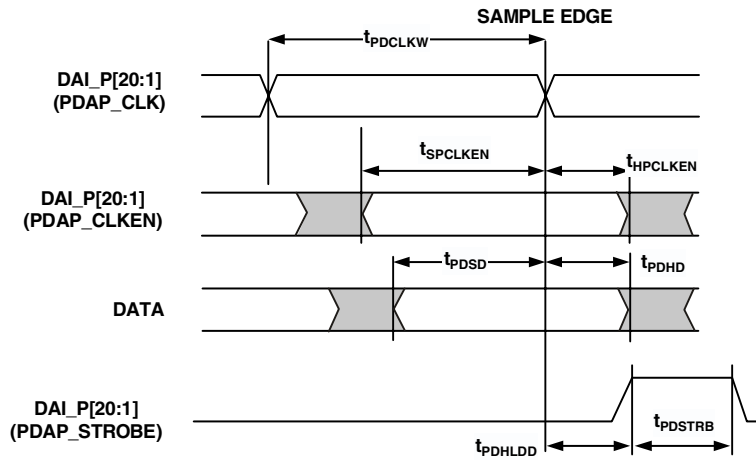 SAMPLE EDGE
tPDCLKW
DAI_P[20:1]
(PDAP_CLK)
tSPCLKEN
tHPCLKEN
DAI_P[20:1]
(PDAP_CLKEN)
tPDSD
tPDHD
DATA
DAI_P[20:1]
(PDAP_STROBE)
tPDHLDD
tPDSTRB